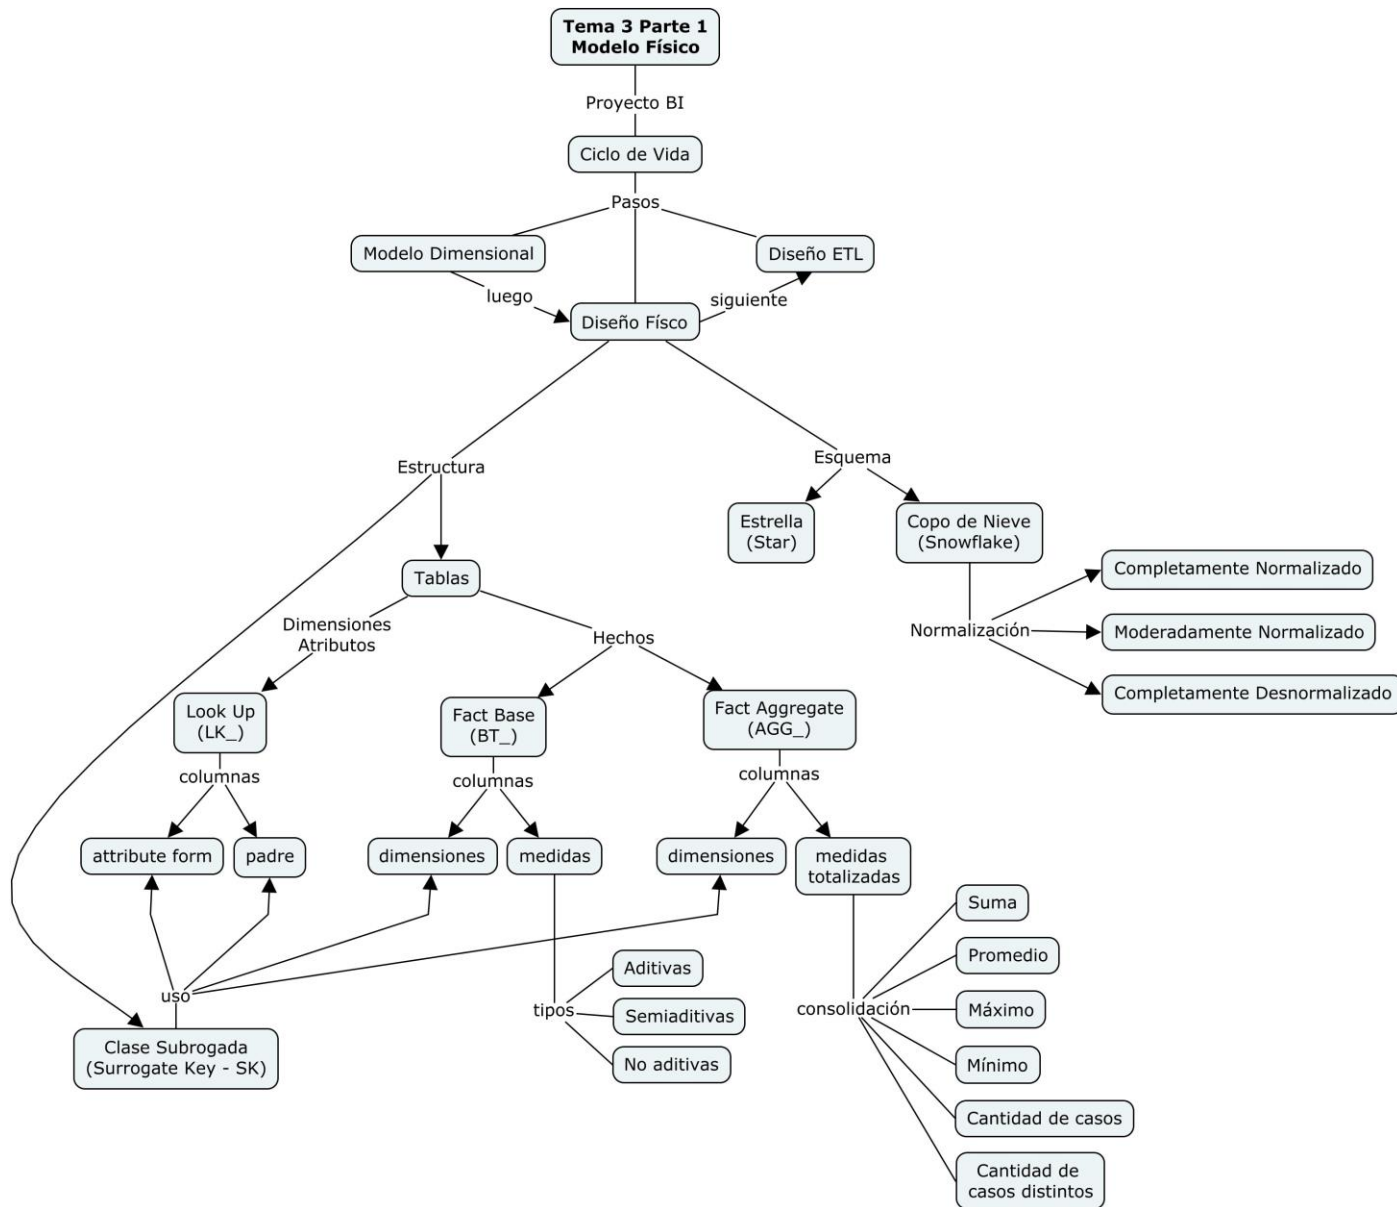 Tema 3 Parte 1
Modelo Físico
Proyecto BI
Ciclo de Vida
Pasos
Modelo Dimensional
Diseño ETL
luego
siguiente
Diseño Físco
Estructura
Esquema
Estrella
(Star)
Copo de Nieve
(Snowflake)
Completamente Normalizado
Normalización
Moderadamente Normalizado
Completamente Desnormalizado
Tablas
Dimensiones
Atributos
Hechos
Look Up
(LK_)
Fact Base
(BT_)
Fact Aggregate
(AGG_)
columnas
columnas
columnas
attribute form
padre
dimensiones
medidas
dimensiones
medidas
totalizadas
uso
Clase Subrogada
(Surrogate Key - SK)
tipos
Aditivas
Semiaditivas
No aditivas
consolidación
Suma
Promedio
Máximo
Mínimo
Cantidad de casos
Cantidad de
casos distintos